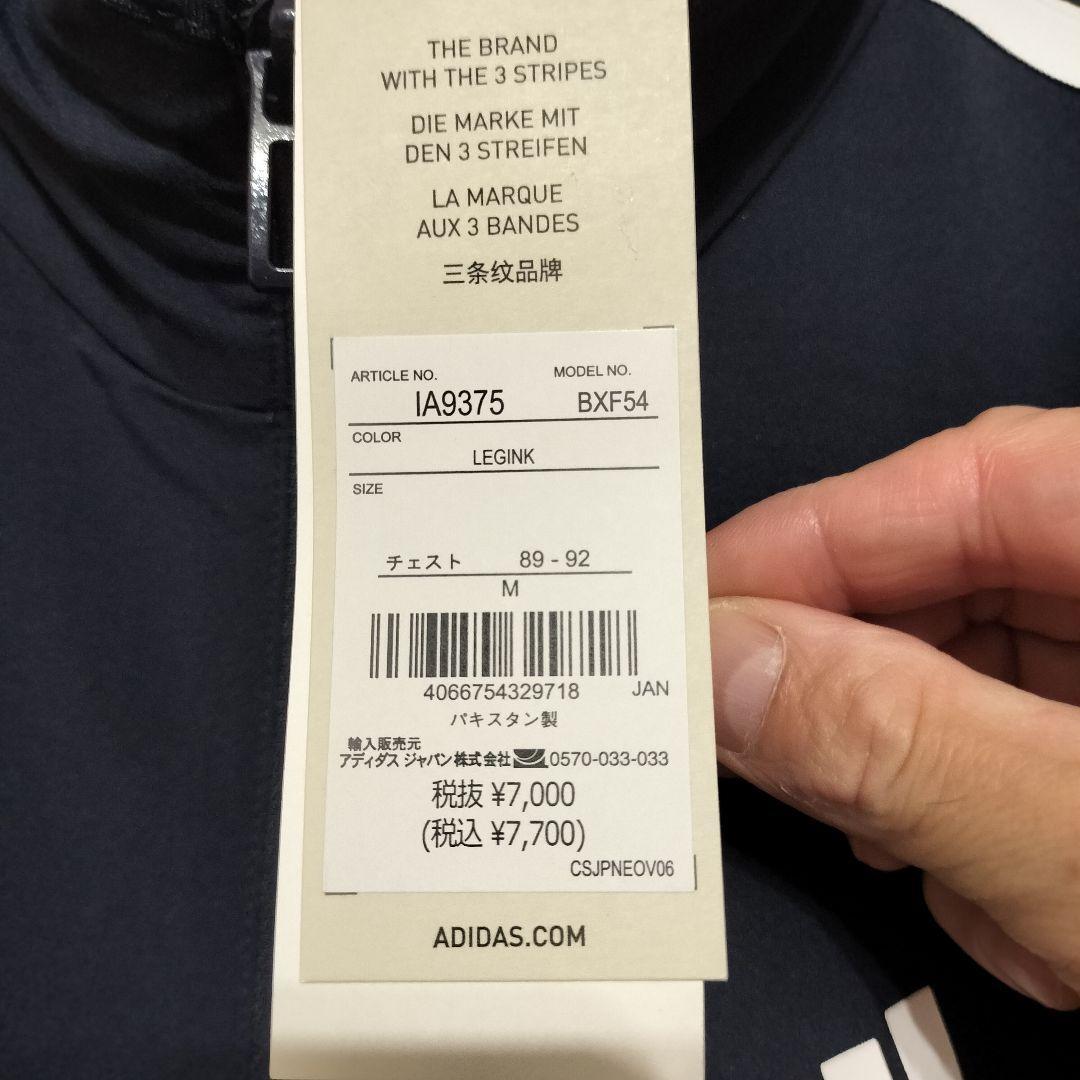 THE BRAND
WITH THE 3 STRIPES
DIE MARKE MIT
DEN 3 STREIFEN
LA MARQUE
AUX 3 BANDES
三条纹品牌
ARTICLE NO. MODEL NO.
IA9375 BXF54
COLOR
LEGINK
SIZE
チェスト 89 - 92
M
4066754329718 JAN
パキスタン製
輸入販売元
アディダス ジャパン株式会社 0570-033-033
税抜 ¥7,000
(税込 ¥7,700)
CSJPNEOV06
ADIDAS.COM